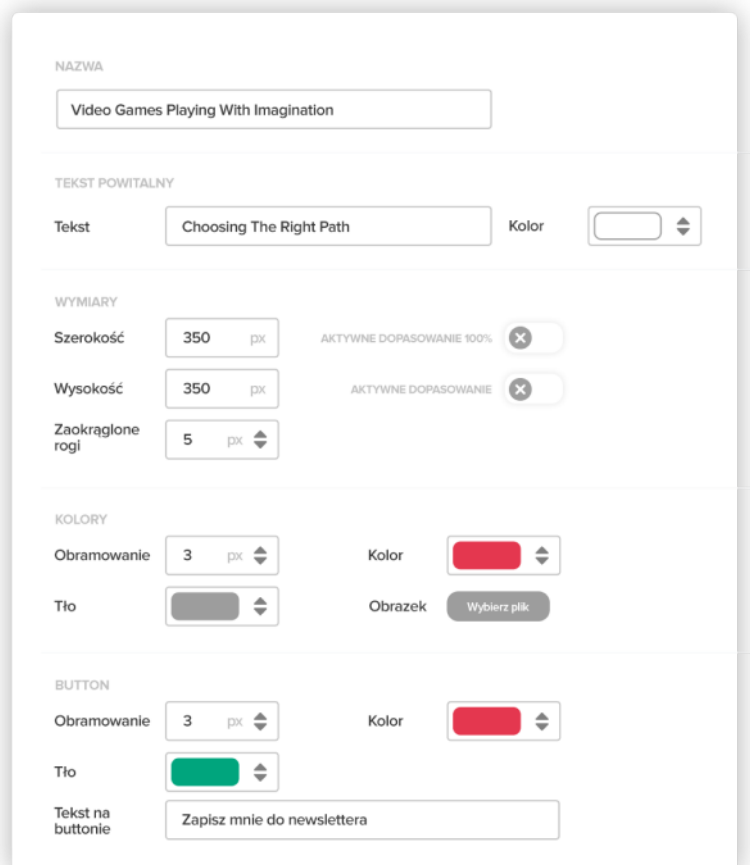 NAZWA
Video Games Playing With Imagination
TEKST POWITALNY
Tekst Choosing The Right Path Kolor
WYMIARY
Szerokość 350 px AKTYWNE DOPASOWANIE 100%
Wysokość 350 px AKTYWNE DOPASOWANIE
Zaokrąglone
rogi 5 px
KOLORY
Obramowanie 3 px Kolor
Tło Obrazek Wybierz plik
BUTTON
Obramowanie 3 px Kolor
Tło
Tekst na
buttonie Zapisz mnie do newslettera